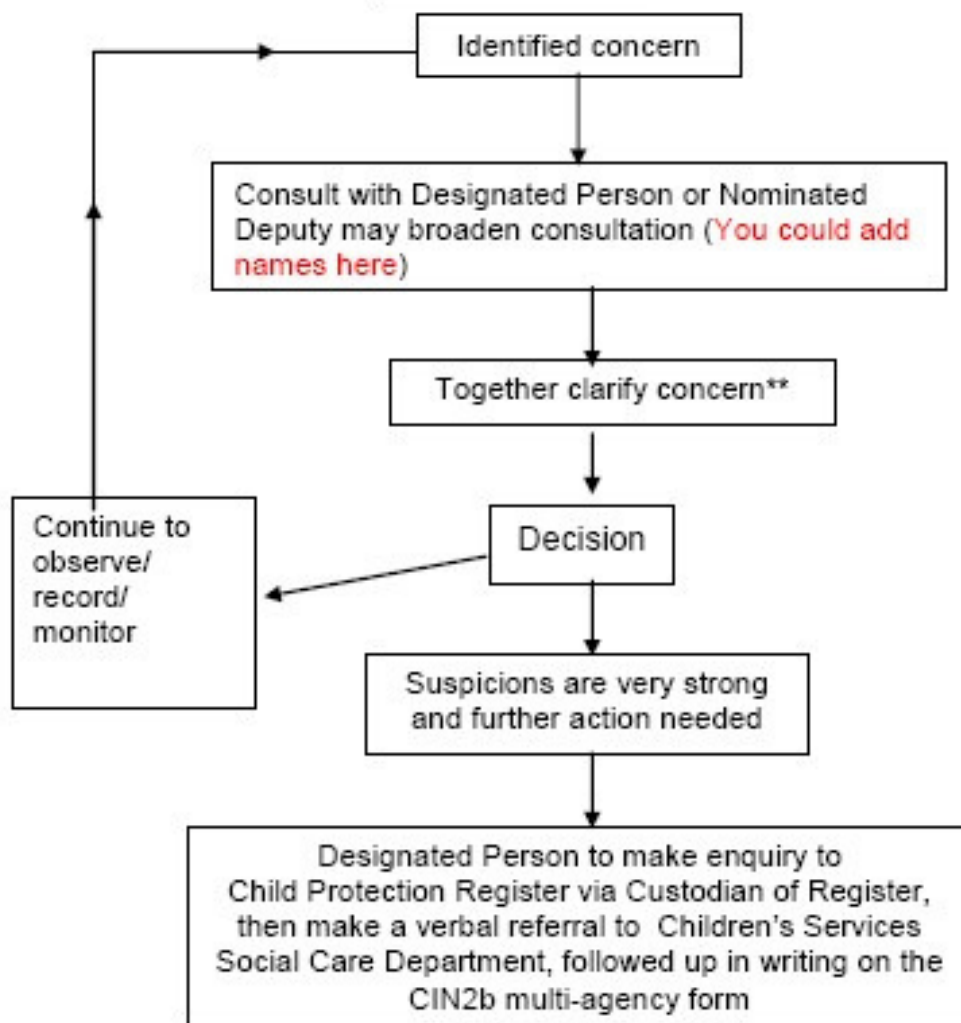 Identified concern
Consult with Designated Person or Nominated
Deputy may broaden consultation (You could add
names here)
Together clarify concern**
Decision
Continue to
observe/
record/
monitor
Suspicions are very strong
and further action needed
Designated Person to make enquiry to
Child Protection Register via Custodian of Register,
then make a verbal referral to Children's Services
Social Care Department, followed up in writing on the
CIN2b multi-agency form